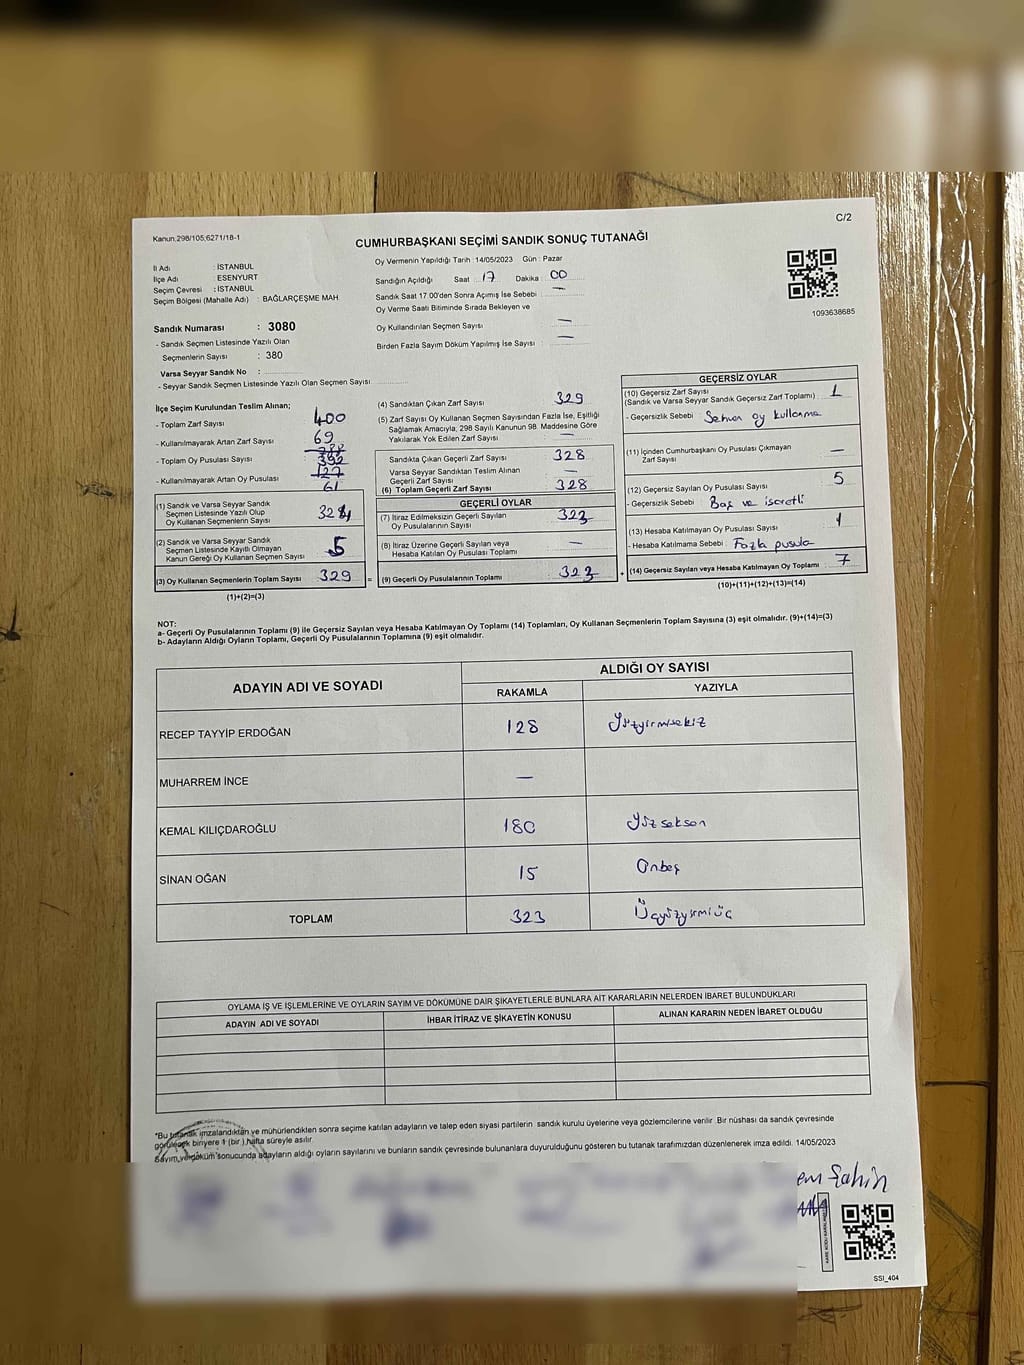 C/2
Kanun.298/105;6271/18-1
CUMHURBAŞKANI SEÇİMİ SANDIK SONUÇ TUTANAĞI
İl Adı : İSTANBUL
İlçe Adı : ESENYURT
Seçim Çevresi : İSTANBUL
Seçim Bölgesi (Mahalle Adı) : BAĞLARÇEŞME MAH
Oy Vermenin Yapıldığı Tarih :14/05/2023 Gün : Pazar
Sandığın Açıldığı Saat : 17 Dakika : 00
Sandık Saat 17.00'den Sonra Açımış İse Sebebi : —
Oy Verme Saati Bitiminde Sırada Bekleyen ve
Oy Kullandırılan Seçmen Sayısı : —
Birden Fazla Sayım Döküm Yapılmış İse Sayısı : —
1093638685
Sandık Numarası : 3080
- Sandık Seçmen Listesinde Yazılı Olan
Seçmenlerin Sayısı : 380
Varsa Seyyar Sandık No :
- Seyyar Sandık Seçmen Listesinde Yazılı Olan Seçmen Sayısı:
İlçe Seçim Kurulundan Teslim Alınan;
- Toplam Zarf Sayısı : 400
- Kullanılmayarak Artan Zarf Sayısı : 69
- Toplam Oy Pusulası Sayısı : 392
- Kullanılmayarak Artan Oy Pusulası : 127
61
(1) Sandık ve Varsa Seyyar Sandık
Seçmen Listesinde Yazılı Olup
Oy Kullanan Seçmenlerin Sayısı 324
(2) Sandık ve Varsa Seyyar Sandık
Seçmen Listesinde Kayıtlı Olmayan
Kanun Gereği Oy Kullanan Seçmen Sayısı 5
(3) Oy Kullanan Seçmenlerin Toplam Sayısı 329 =
(1)+(2)=(3)
(4) Sandıktan Çıkan Zarf Sayısı : 329
(5) Zarf Sayısı Oy Kullanan Seçmen Sayısından Fazla İse, Eşitliği
Sağlamak Amacıyla, 298 Sayılı Kanunun 98. Maddesine Göre
Yakılarak Yok Edilen Zarf Sayısı : —
Sandıkta Çıkan Geçerli Zarf Sayısı : 328
Varsa Seyyar Sandıktan Teslim Alınan
Geçerli Zarf Sayısı : —
(6) Toplam Geçerli Zarf Sayısı : 328
GEÇERLİ OYLAR
(7) İtiraz Edilmeksizin Geçerli Sayılan
Oy Pusulalarının Sayısı : 323
(8) İtiraz Üzerine Geçerli Sayılan veya
Hesaba Katılan Oy Pusulası Toplamı : —
(9) Geçerli Oy Pusulalarının Toplamı : 323 +
GEÇERSİZ OYLAR
(10) Geçersiz Zarf Sayısı
(Sandık ve Varsa Seyyar Sandık Geçersiz Zarf Toplamı) : 1
- Geçersizlik Sebebi : oy kullanma
(11) İçinden Cumhurbaşkanı Oy Pusulası Çıkmayan
Zarf Sayısı : —
(12) Geçersiz Sayılan Oy Pusulası Sayısı : 5
- Geçersizlik Sebebi : Boş ve işaretli
(13) Hesaba Katılmayan Oy Pusulası Sayısı : 1
- Hesaba Katılmama Sebebi : Fazla pusula
(14) Geçersiz Sayılan veya Hesaba Katılmayan Oy Toplamı : 7
(10)+(11)+(12)+(13)=(14)
NOT:
a- Geçerli Oy Pusulalarının Toplamı (9) ile Geçersiz Sayılan veya Hesaba Katılmayan Oy Toplamı (14) Toplamları, Oy Kullanan Seçmenlerin Toplam Sayısına (3) eşit olmalıdır. (9)+(14)=(3)
b- Adayların Aldığı Oyların Toplamı, Geçerli Oy Pusulalarının Toplamına (9) eşit olmalıdır.
ADAYIN ADI VE SOYADI
ALDIĞI OY SAYISI
RAKAMLA YAZIYLA
RECEP TAYYİP ERDOĞAN 128 Yüzyirmisekiz
MUHARREM İNCE —
KEMAL KILIÇDAROĞLU 180 Yüz seksen
SİNAN OĞAN 15 Onbeş
TOPLAM 323 Üçyüzyirmiüç
OYLAMA İŞ VE İŞLEMLERİNE VE OYLARIN SAYIM VE DÖKÜMÜNE DAİR ŞİKAYETLERLE BUNLARA AİT KARARLARIN NELERDEN İBARET BULUNDUKLARI
ADAYIN ADI VE SOYADI İHBAR İTİRAZ VE ŞİKAYETİN KONUSU ALINAN KARARIN NEDEN İBARET OLDUĞU
*Bu tutanak imzalandıktan ve mühürlendikten sonra seçime katılan adayların ve talep eden siyasi partilerin sandık kurulu üyelerine veya gözlemcilerine verilir. Bir nüshası da sandık çevresinde
görülecek biryere 1 (bir) hafta süreyle asılır.
Sayım ve döküm sonucunda adayların aldığı oyların sayılarını ve bunların sandık çevresinde bulunanlara duyurulduğunu gösteren bu tutanak tarafımızdan düzenlenerek imza edildi. 14/05/2023
em Şahin
SSI_404